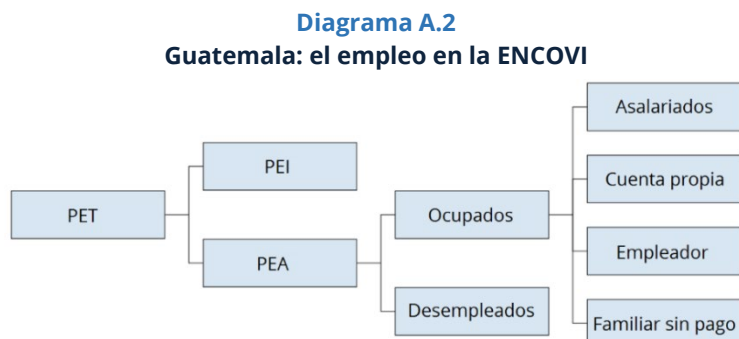 Diagrama A.2
Guatemala: el empleo en la ENCOVI
Asalariados
PEI
Cuenta propia
PET
Ocupados
PEA
Empleador
Desempleados
Familiar sin pago